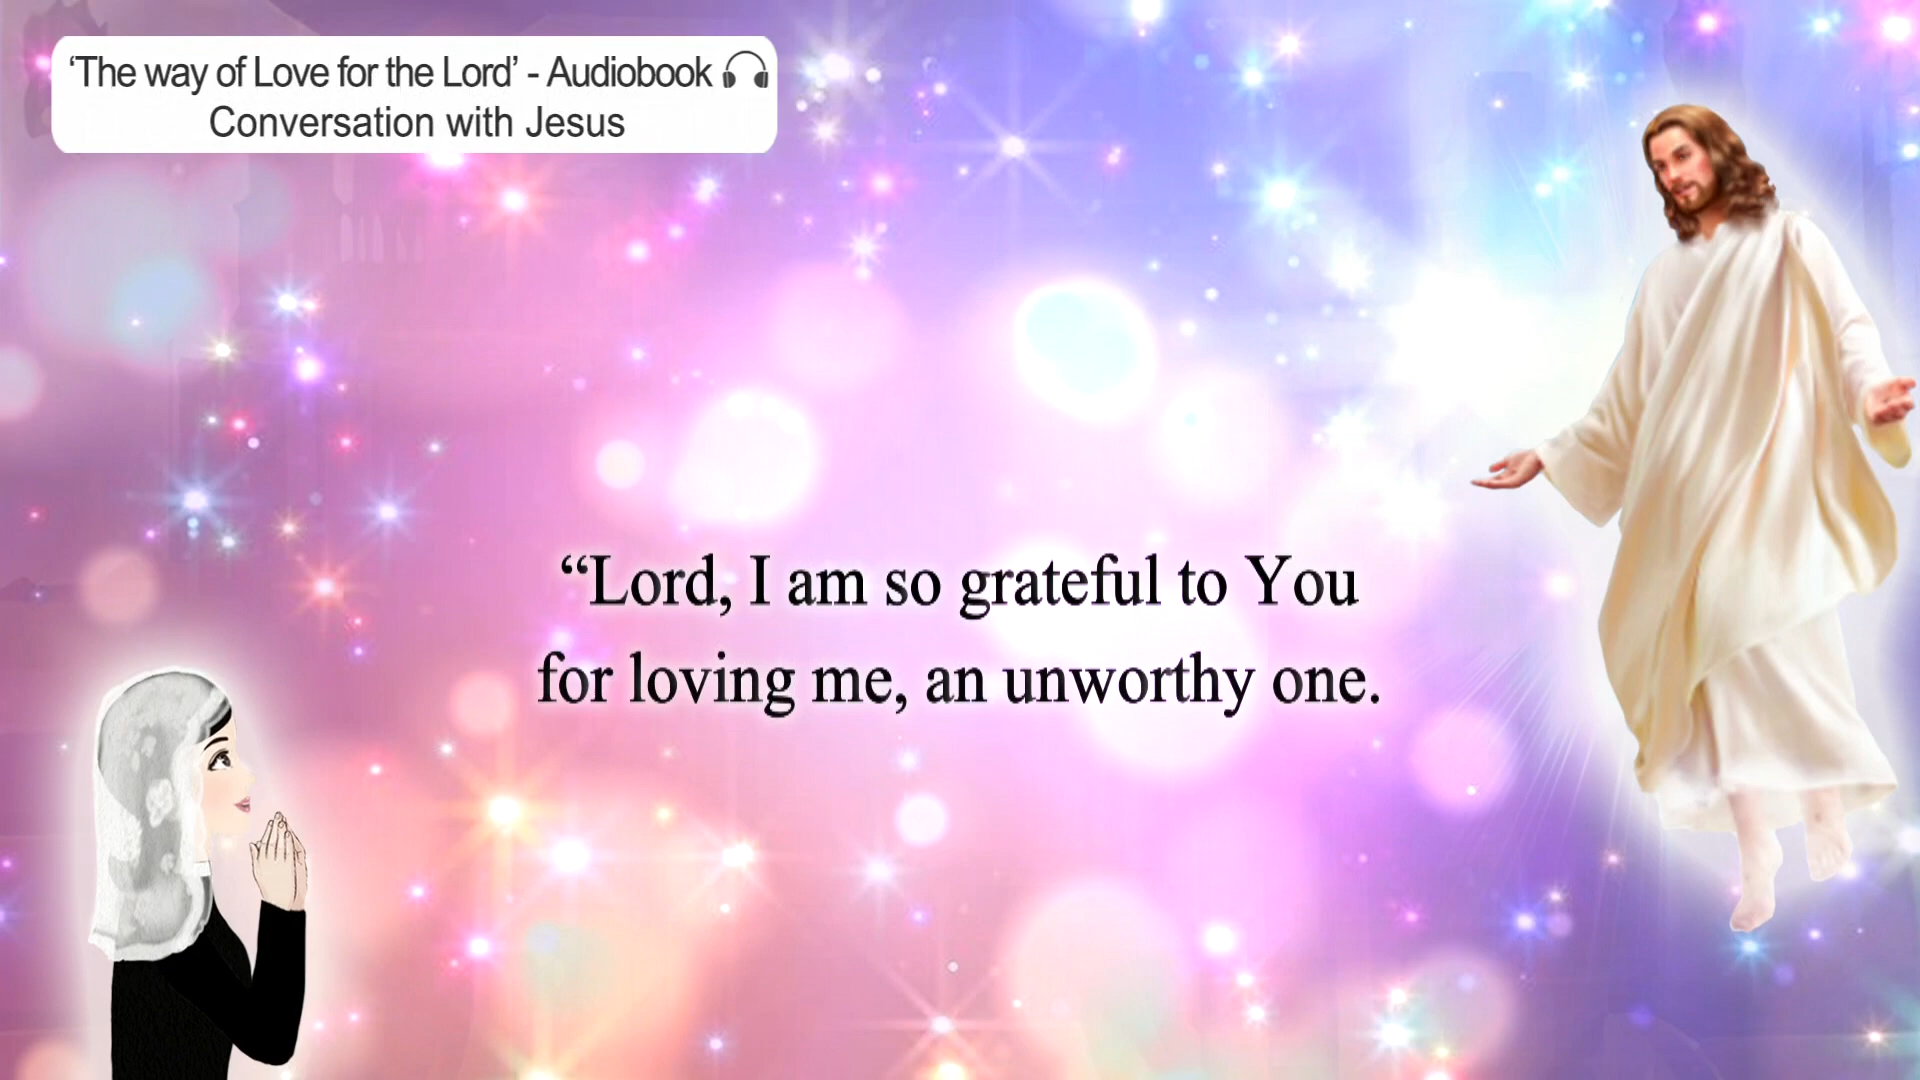 ‘The way of Love for the Lord’ - Audiobook
Conversation with Jesus
“Lord, I am so grateful to You
for loving me, an unworthy one.